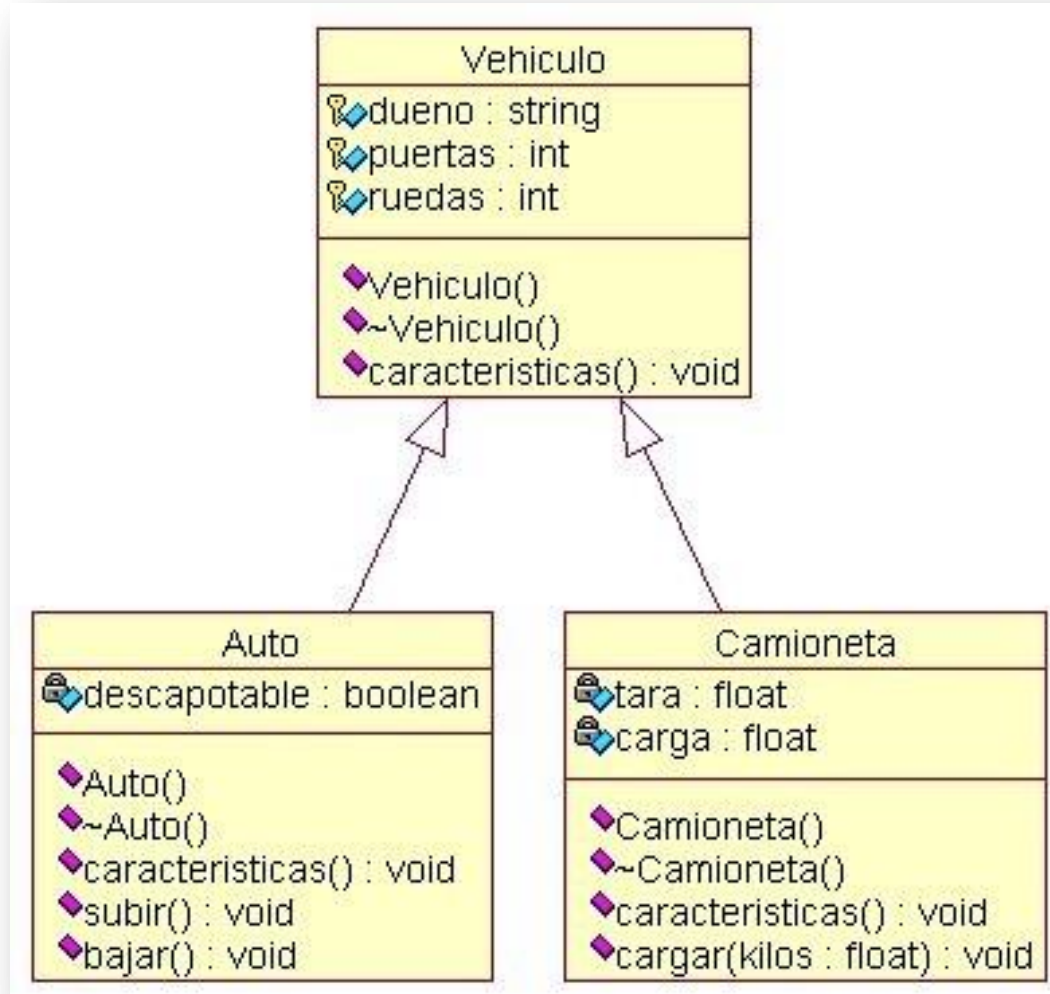 Vehiculo
dueno : string
puertas : int
ruedas : int
Vehiculo()
~Vehiculo()
caracteristicas() : void
Auto
descapotable : boolean
Auto()
~Auto()
caracteristicas() : void
subir() : void
bajar() : void
Camioneta
tara : float
carga : float
Camioneta()
~Camioneta()
caracteristicas() : void
cargar(kilos : float) : void